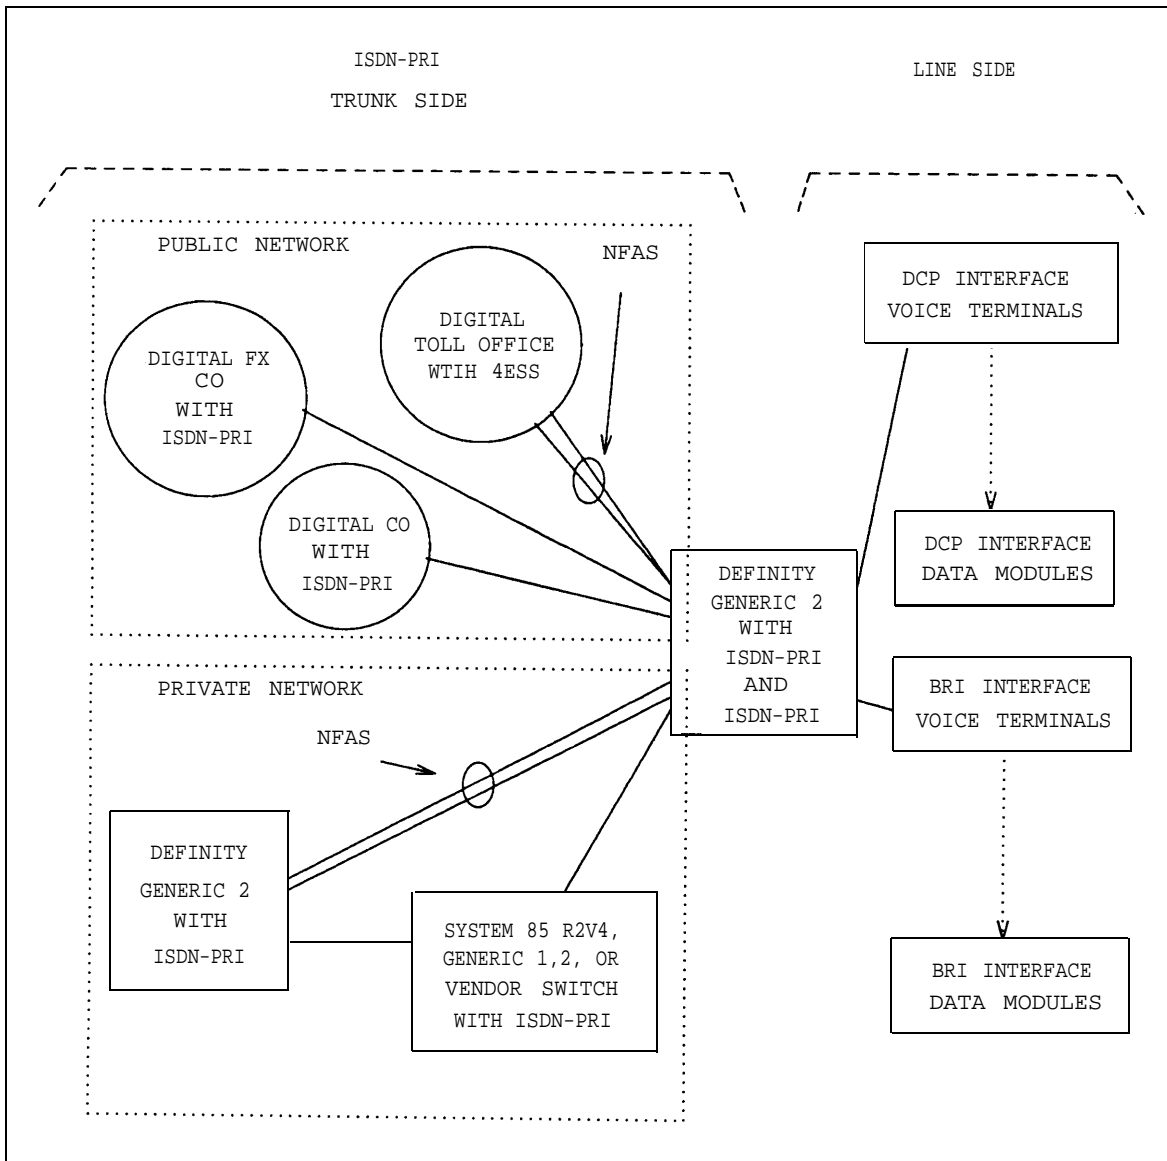 ISDN-PRI
TRUNK SIDE
LINE SIDE
PUBLIC NETWORK
NFAS
DIGITAL
TOLL OFFICE
WTIH 4ESS
DIGITAL FX
CO
WITH
ISDN-PRI
DIGITAL CO
WITH
ISDN-PRI
DCP INTERFACE
VOICE TERMINALS
DCP INTERFACE
DATA MODULES
DEFINITY
GENERIC 2
WITH
ISDN-PRI
AND
ISDN-PRI
BRI INTERFACE
VOICE TERMINALS
PRIVATE NETWORK
NFAS
DEFINITY
GENERIC 2
WITH
ISDN-PRI
SYSTEM 85 R2V4,
GENERIC 1,2, OR
VENDOR SWITCH
WITH ISDN-PRI
BRI INTERFACE
DATA MODULES